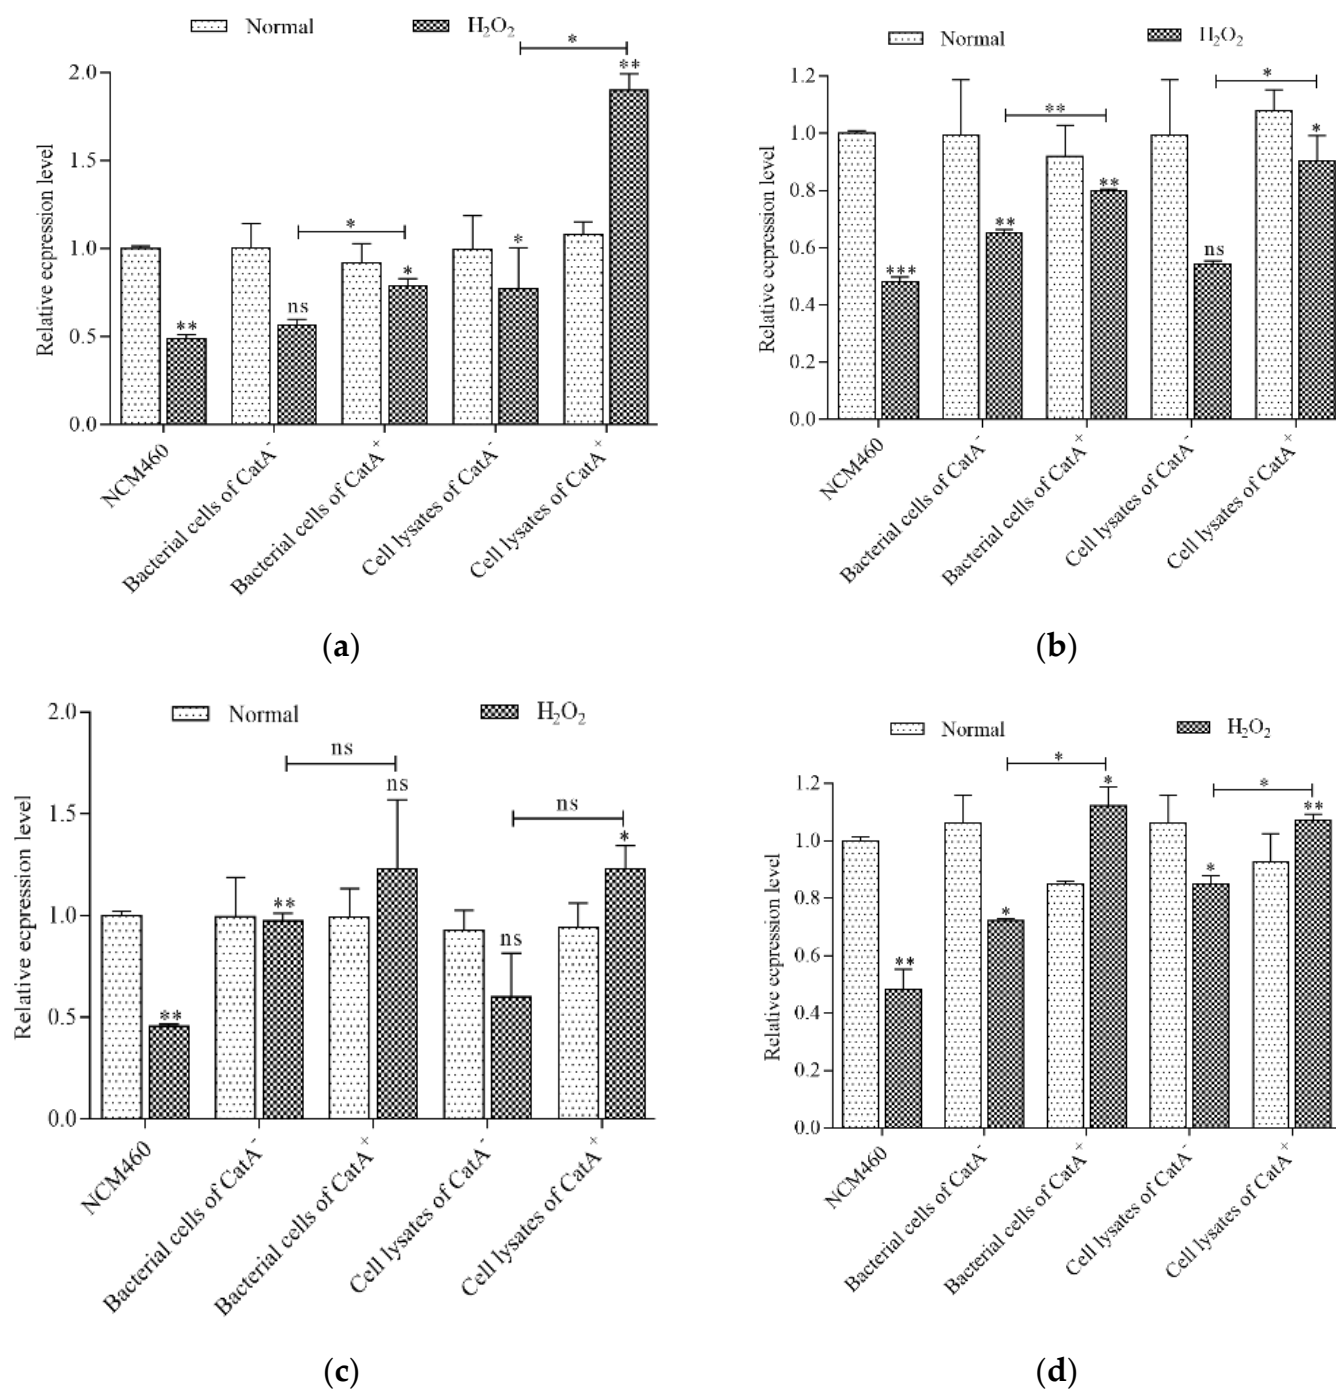 Normal H₂O₂
Relative ecpression level
2.0
1.5
1.0
0.5
0.0
** ns * * * * **
*
NCM460
Bacterial cells of CatA⁻
Bacterial cells of CatA⁺
Cell lysates of CatA⁻
Cell lysates of CatA⁺
(a)
Normal H₂O₂
Relative ecpression level
1.2
1.0
0.8
0.6
0.4
0.2
0.0
*** ** ** ** ns * *
NCM460
Bacterial cells of CatA⁻
Bacterial cells of CatA⁺
Cell lysates of CatA⁻
Cell lysates of CatA⁺
(b)
Normal H₂O₂
Relative ecpression level
2.0
1.5
1.0
0.5
0.0
** ** ns ns ns ns *
NCM460
Bacterial cells of CatA⁻
Bacterial cells of CatA⁺
Cell lysates of CatA⁻
Cell lysates of CatA⁺
(c)
Normal H₂O₂
Relative ecpression level
1.2
1.0
0.8
0.6
0.4
0.2
0.0
** * * * * * **
NCM460
Bacterial cells of CatA⁻
Bacterial cells of CatA⁺
Cell lysates of CatA⁻
Cell lysates of CatA⁺
(d)